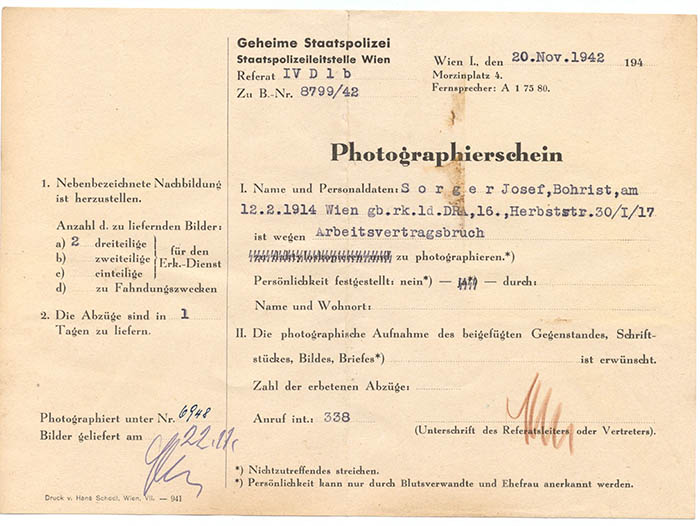 Geheime Staatspolizei
Staatspolizeileitstelle Wien
Referat IV D 1 b
Zu B.-Nr. 8799/42
Wien I., den 20.Nov.1942 194
Morzinplatz 4.
Fernsprecher: A 1 75 80.
Photographierschein
1. Nebenbezeichnete Nachbildung
ist herzustellen.
Anzahl d. zu liefernden Bilder:
a) 2 dreiteilige
b) zweiteilige
c) einteilige
für den
Erk.-Dienst
d) zu Fahndungszwecken
2. Die Abzüge sind in 1
Tagen zu liefern.
Photographiert unter Nr. 6948
Bilder geliefert am 22.11.
Druck v. Hans Schedl, Wien, VII. — 941
I. Name und Personaldaten: S o r g e r Josef,Bohrist,am
12.2.1914 Wien gb.rk.ld.DRA,16.,Herbststr.30/I/17
ist wegen Arbeitsvertragsbruch
zu photographieren.*)
Persönlichkeit festgestellt: nein*) — ja*) — durch:
Name und Wohnort:
II. Die photographische Aufnahme des beigefügten Gegenstandes, Schrift-
stückes, Bildes, Briefes*) ist erwünscht.
Zahl der erbetenen Abzüge:
Anruf int.: 338
(Unterschrift des Referatsleiters oder Vertreters).
*) Nichtzutreffendes streichen.
*) Persönlichkeit kann nur durch Blutsverwandte und Ehefrau anerkannt werden.